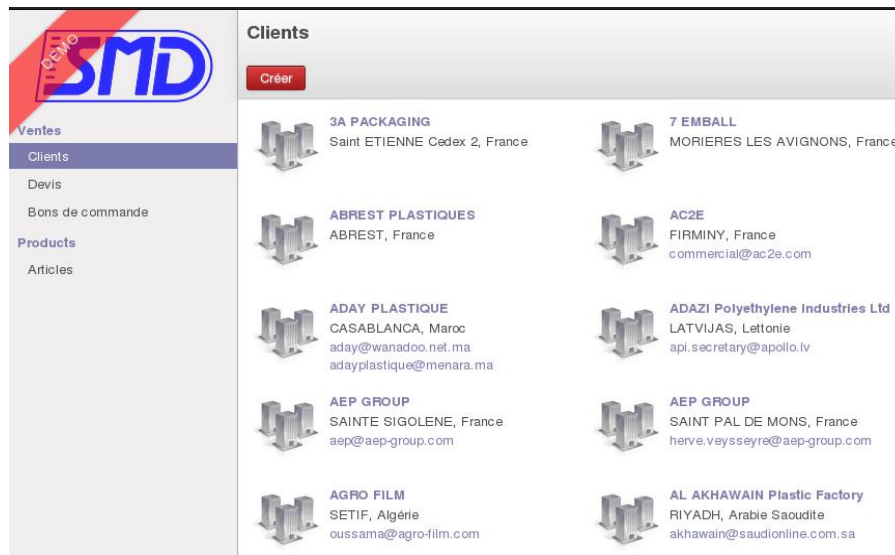 DEMO
SMD
Ventes
Clients
Devis
Bons de commande
Products
Articles
Clients
Créer
3A PACKAGING
Saint ETIENNE Cedex 2, France
7 EMBALL
MORIERES LES AVIGNONS, France
ABREST PLASTIQUES
ABREST, France
AC2E
FIRMINY, France
commercial@ac2e.com
ADAY PLASTIQUE
CASABLANCA, Maroc
aday@wanadoo.net.ma
adayplastique@menara.ma
ADAZI Polyethylene Industries Ltd
LATVIJAS, Lettonie
api.secretary@apollo.lv
AEP GROUP
SAINTE SIGOLENE, France
aep@aep-group.com
AEP GROUP
SAINT PAL DE MONS, France
herve.veysseyre@aep-group.com
AGRO FILM
SETIF, Algérie
oussama@agro-film.com
AL AKHAWAIN Plastic Factory
RIYADH, Arabie Saoudite
akhawain@saudionline.com.sa